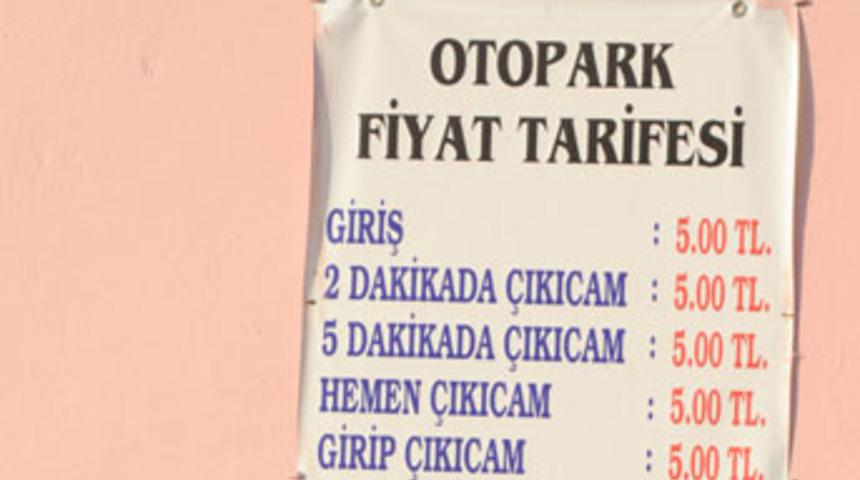 OTOPARK
FİYAT TARİFESİ
GİRİŞ : 5.00 TL.
2 DAKİKADA ÇIKICAM : 5.00 TL.
5 DAKİKADA ÇIKICAM : 5.00 TL.
HEMEN ÇIKICAM : 5.00 TL.
GİRİP ÇIKICAM : 5.00 TL.